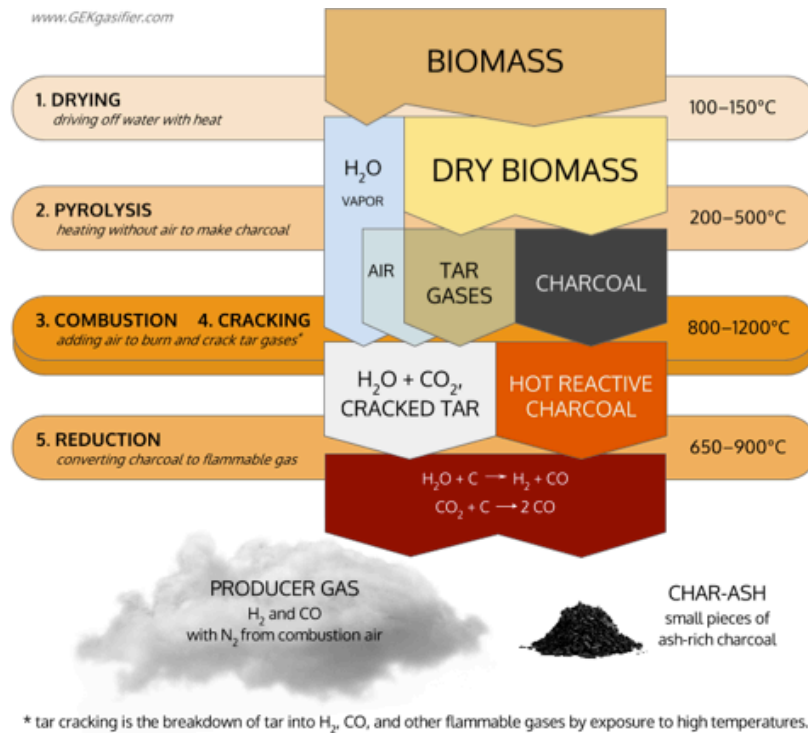 www.GEKgasifier.com
BIOMASS
1. DRYING
driving off water with heat
100–150°C
H₂O
VAPOR
DRY BIOMASS
2. PYROLYSIS
heating without air to make charcoal
200–500°C
AIR
TAR
GASES
CHARCOAL
3. COMBUSTION 4. CRACKING
adding air to burn and crack tar gases*
800–1200°C
H₂O + CO₂,
CRACKED TAR
HOT REACTIVE
CHARCOAL
5. REDUCTION
converting charcoal to flammable gas
650–900°C
H₂O + C → H₂ + CO
CO₂ + C → 2 CO
PRODUCER GAS
H₂ and CO
with N₂ from combustion air
CHAR-ASH
small pieces of
ash-rich charcoal
* tar cracking is the breakdown of tar into H₂, CO, and other flammable gases by exposure to high temperatures.